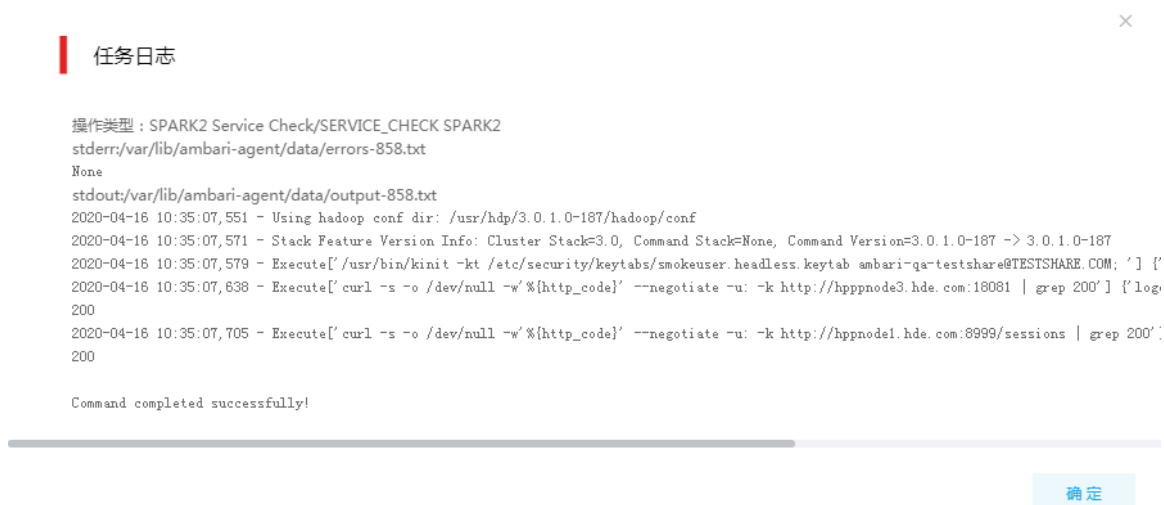 任务日志
操作类型：SPARK2 Service Check/SERVICE_CHECK SPARK2
stderr:/var/lib/ambari-agent/data/errors-858.txt
None
stdout:/var/lib/ambari-agent/data/output-858.txt
2020-04-16 10:35:07,551 - Using hadoop conf dir: /usr/hdp/3.0.1.0-187/hadoop/conf
2020-04-16 10:35:07,571 - Stack Feature Version Info: Cluster Stack=3.0, Command Stack=None, Command Version=3.0.1.0-187 -> 3.0.1.0-187
2020-04-16 10:35:07,579 - Execute['/usr/bin/kinit -kt /etc/security/keytabs/smokeuser.headless.keytab ambari-qa-testshare@TESTSHARE.COM; '] {'
2020-04-16 10:35:07,638 - Execute['curl -s -o /dev/null -w'%{http_code}' --negotiate -u: -k http://hpppnode3.hde.com:18081 | grep 200'] {'logo
200
2020-04-16 10:35:07,705 - Execute['curl -s -o /dev/null -w'%{http_code}' --negotiate -u: -k http://hppnode1.hde.com:8999/sessions | grep 200']
200
Command completed successfully!
确定